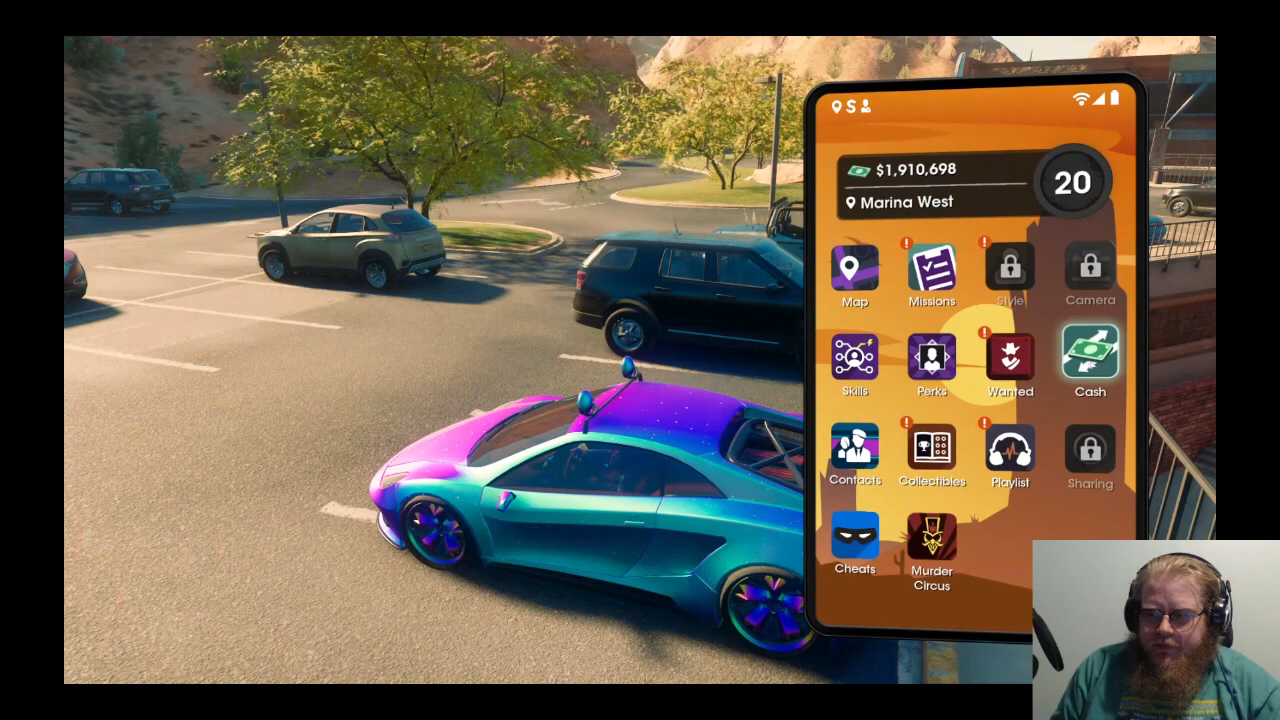 S
$1,910,698
20
Marina West
Map
Missions
Style
Camera
Skills
Perks
Wanted
Cash
Contacts
Collectibles
Playlist
Sharing
Cheats
Murder
Circus